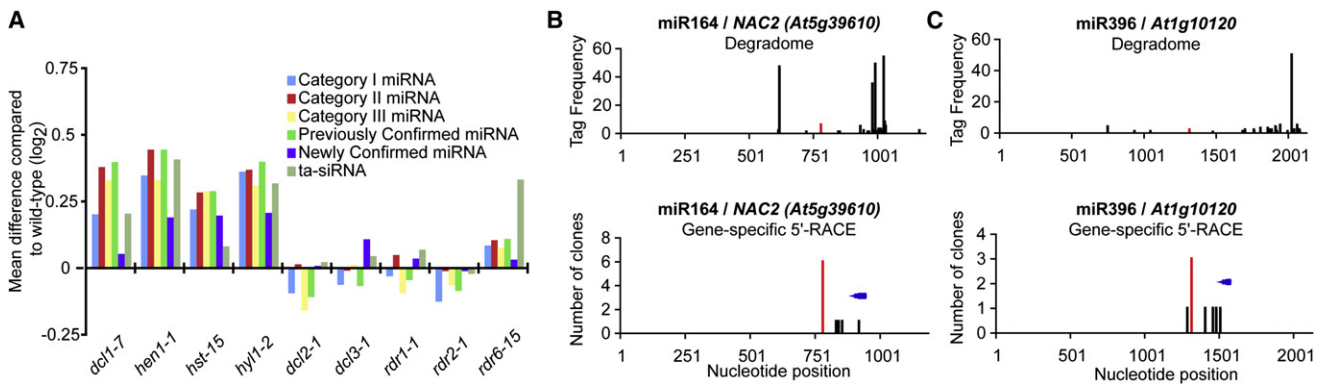 A
Mean difference compared
to wild-type (log2)
0.75
0.5
0.25
0
-0.25
Category I miRNA
Category II miRNA
Category III miRNA
Previously Confirmed miRNA
Newly Confirmed miRNA
ta-siRNA
dcl1-7
hen1-1
hst-15
hyl1-2
dcl2-1
dcl3-1
rdr1-1
rdr2-1
rdr6-15
B
miR164 / NAC2 (At5g39610)
Degradome
Tag Frequency
60
40
20
0
1
251
501
751
1001
miR164 / NAC2 (At5g39610)
Gene-specific 5'-RACE
Number of clones
8
6
4
2
0
1
251
501
751
1001
Nucleotide position
C
miR396 / At1g10120
Degradome
Tag Frequency
60
40
20
0
1
501
1001
1501
2001
miR396 / At1g10120
Gene-specific 5'-RACE
Number of clones
4
3
2
1
0
1
501
1001
1501
2001
Nucleotide position